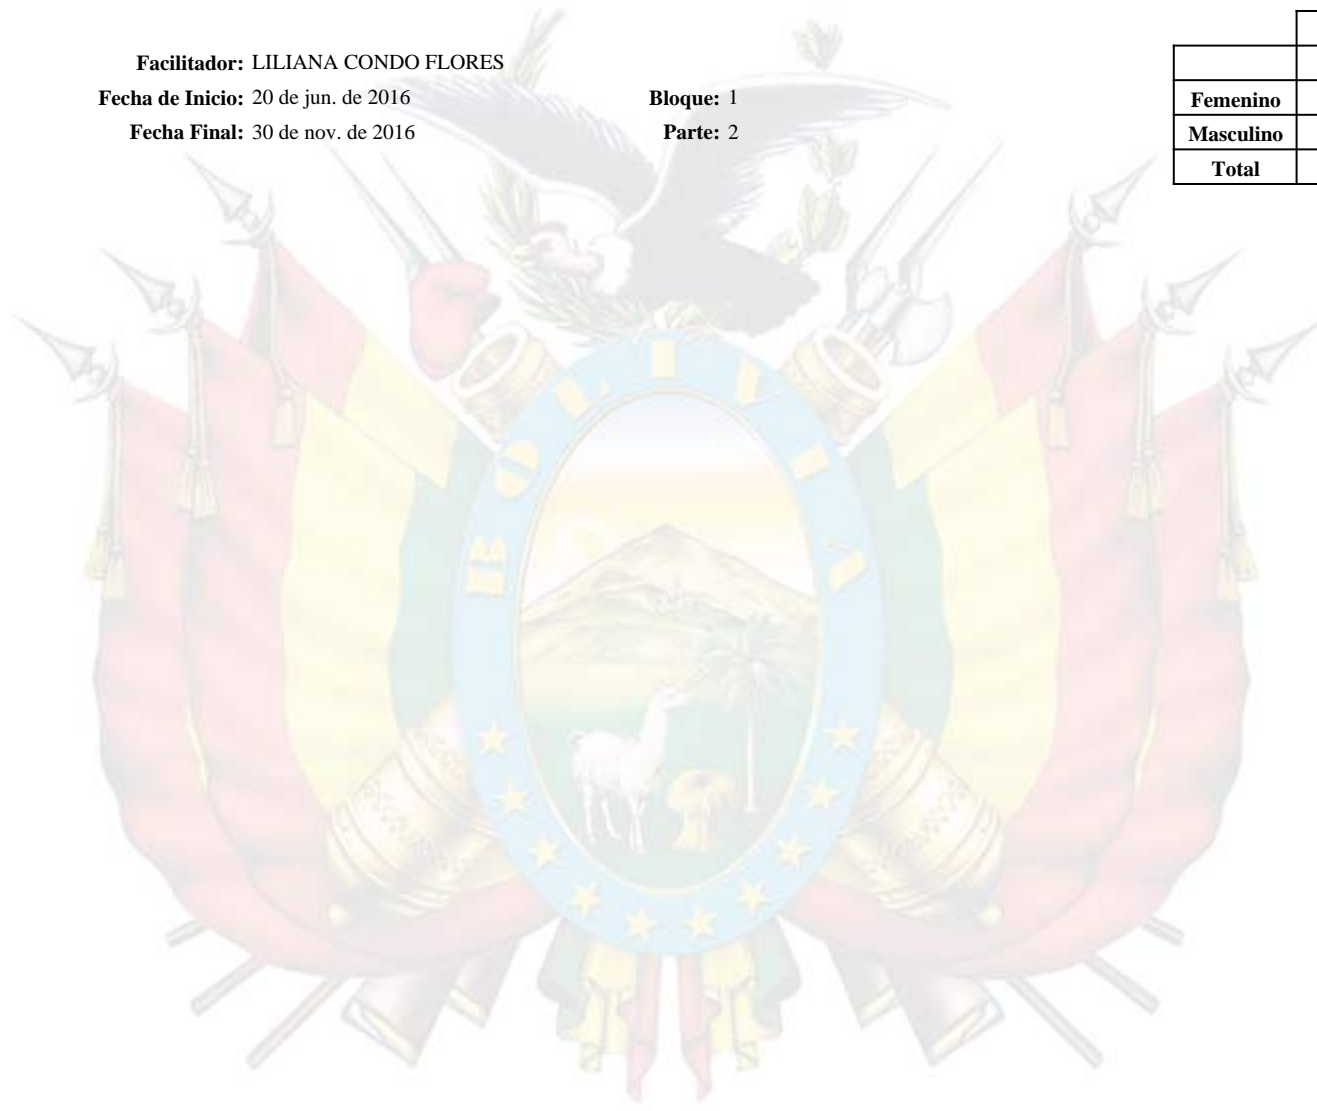 Facilitador: LILIANA CONDO FLORES
Fecha de Inicio: 20 de jun. de 2016 Bloque: 1
Fecha Final: 30 de nov. de 2016 Parte: 2
Femenino
Masculino
Total
BOLIVIA